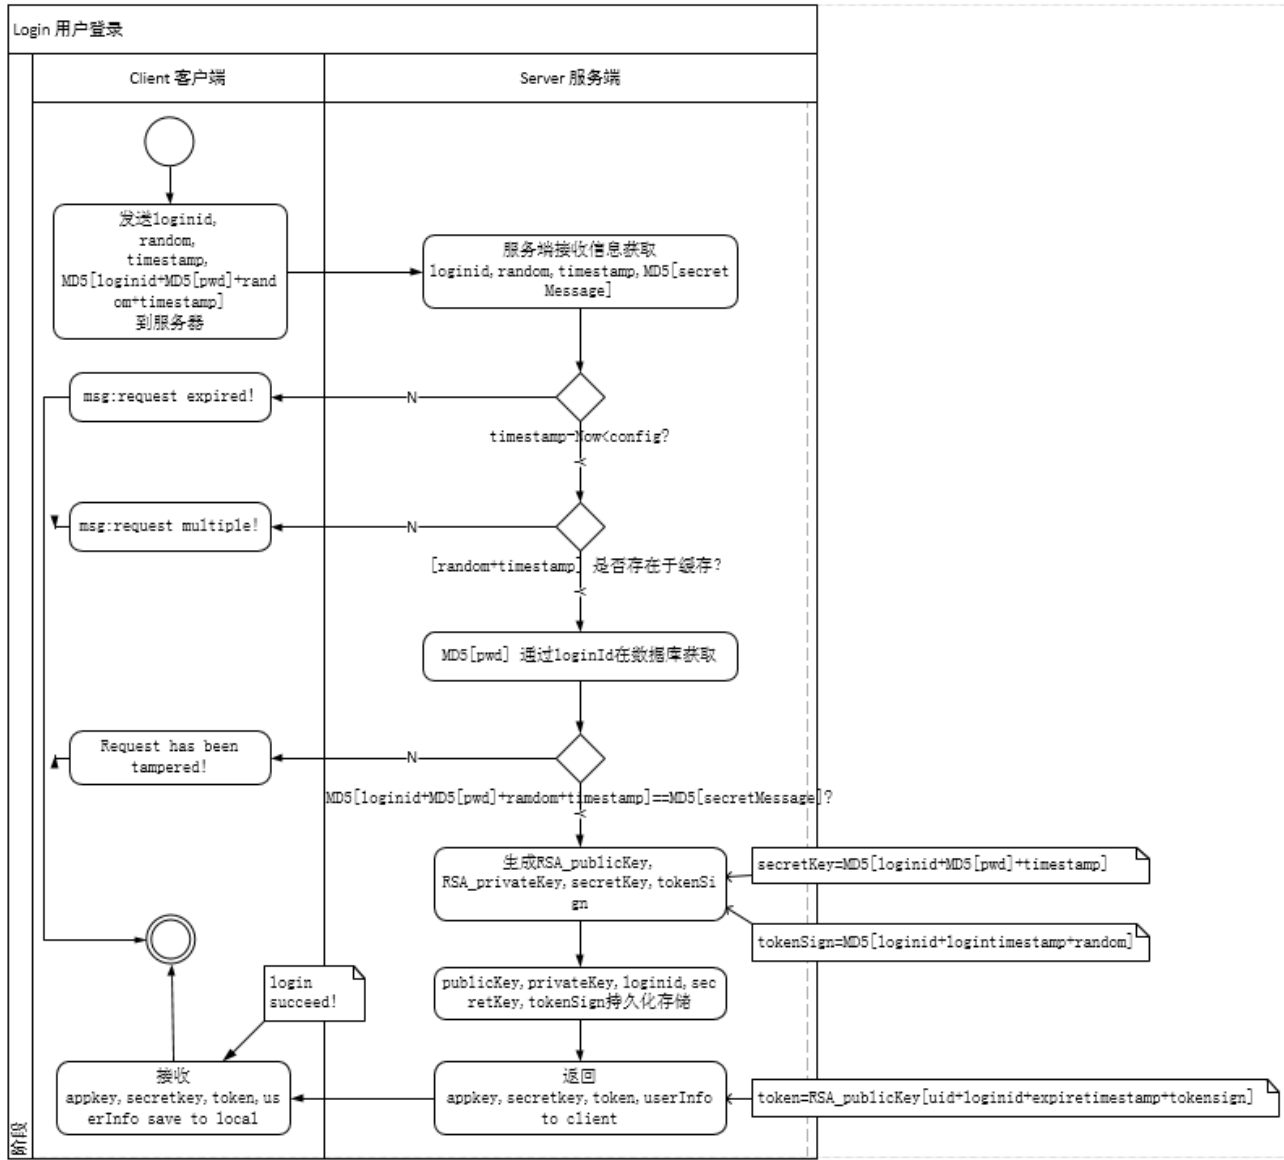 Login 用户登录
Client 客户端
Server 服务端
发送loginid,
random,
timestamp,
MD5[loginid+MD5[pwd]+rand
om+timestamp]
到服务器
服务端接收信息获取
loginid,random,timestamp,MD5[secret
Message]
msg:request expired!
N
timestamp-Now<config?
Y
msg:request multiple!
N
[random+timestamp] 是否存在于缓存?
Y
MD5[pwd] 通过loginId在数据库获取
Request has been
tampered!
N
MD5[loginid+MD5[pwd]+ramdom+timestamp]==MD5[secretMessage]?
Y
生成RSA_publicKey,
RSA_privateKey,secretKey,tokenSi
gn
secretKey=MD5[loginid+MD5[pwd]+timestamp]
tokenSign=MD5[loginid+logintimestamp+random]
publicKey,privateKey,loginid,sec
retKey,tokenSign持久化存储
login
succeed!
接收
appkey,secretkey,token,us
erInfo save to local
返回
appkey,secretkey,token,userInfo
to client
token=RSA_publicKey[uid+loginid+expiretimestamp+tokensign]
阶段